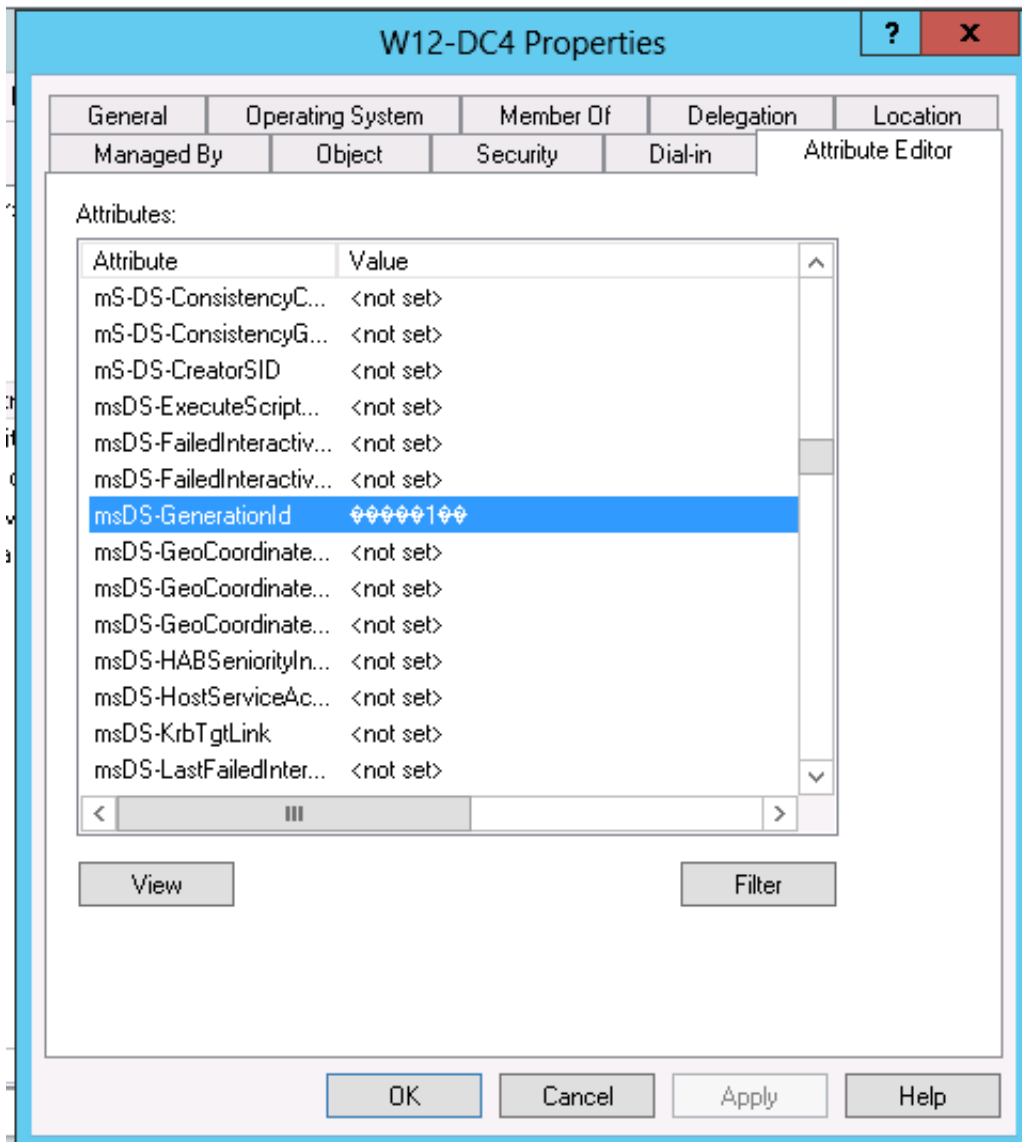 W12-DC4 Properties
?
x
General Operating System Member Of Delegation Location
Managed By Object Security Dial-in Attribute Editor
Attributes:
Attribute Value
mS-DS-ConsistencyC... <not set>
mS-DS-ConsistencyG... <not set>
mS-DS-CreatorSID <not set>
msDS-ExecuteScript... <not set>
msDS-FailedInteractiv... <not set>
msDS-FailedInteractiv... <not set>
msDS-GenerationId �����1��
msDS-GeoCoordinate... <not set>
msDS-GeoCoordinate... <not set>
msDS-GeoCoordinate... <not set>
msDS-HABSeniorityIn... <not set>
msDS-HostServiceAc... <not set>
msDS-KrbTgtLink <not set>
msDS-LastFailedInter... <not set>
View Filter
OK Cancel Apply Help